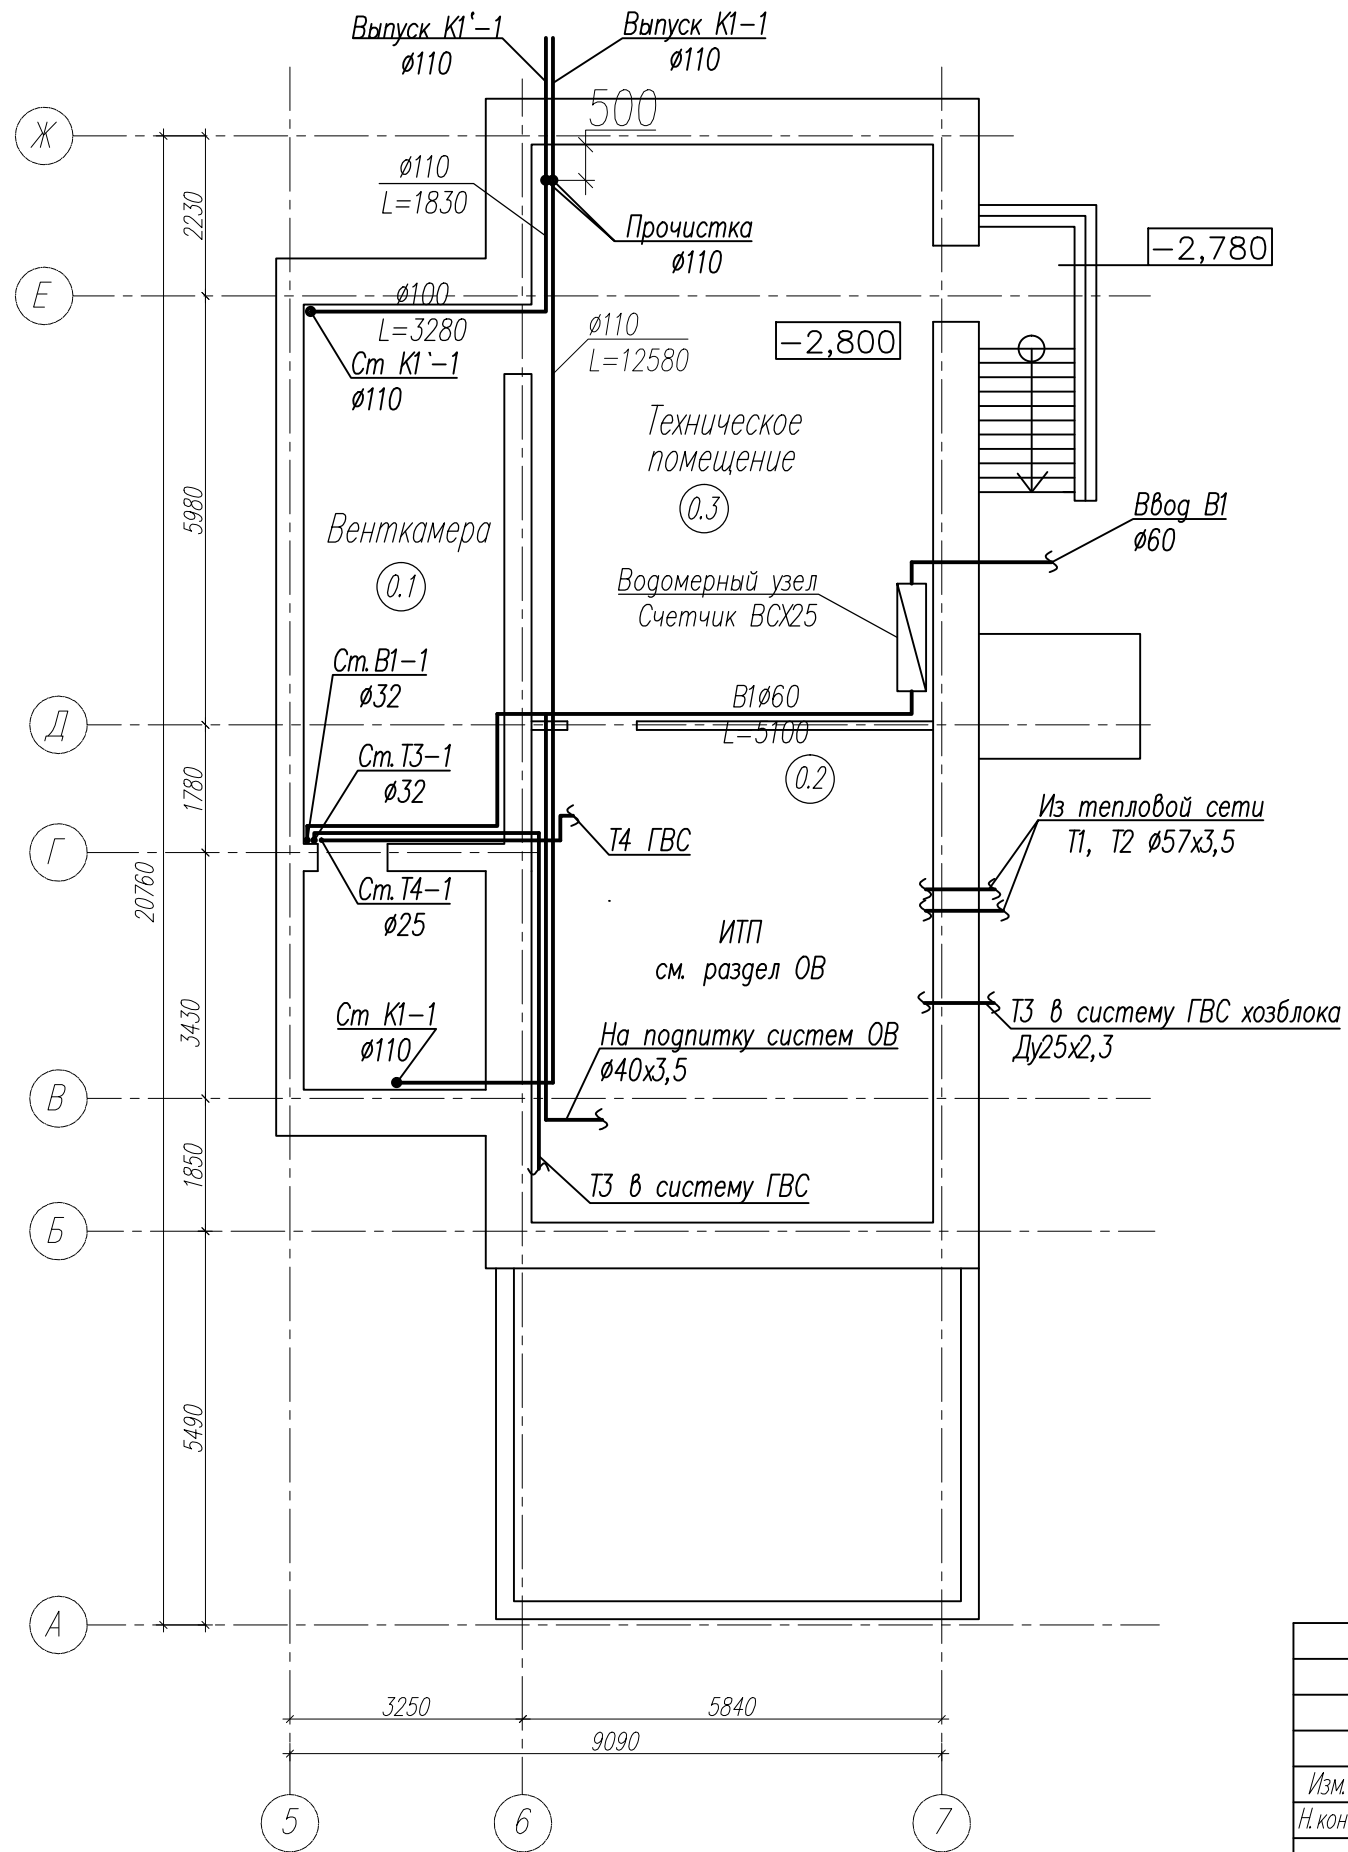 Выпуск К1'-1
ø110
Выпуск К1-1
ø110
500
Ж
ø110
L=1830
2230
Прочистка
ø110
-2,780
Е
ø100
L=3280
ø110
L=12580
-2,800
Ст К1`-1
ø110
Техническое
помещение
0.3
5980
Венткамера
0.1
Ввод В1
ø60
Водомерный узел
Счетчик ВСХ25
Ст.В1-1
ø32
В1ø60
L=5100
Д
Ст.Т3-1
ø32
0.2
1780
Из тепловой сети
Т1, Т2 ø57х3,5
Г
Т4 ГВС
20760
Ст.Т4-1
ø25
ИТП
см. раздел ОВ
3430
Ст К1-1
ø110
Т3 в систему ГВС хозблока
Ду25х2,3
На подпитку систем ОВ
ø40х3,5
В
1850
Т3 в систему ГВС
Б
5490
А
3250
5840
9090
Изм.
Н.кон
5
6
7